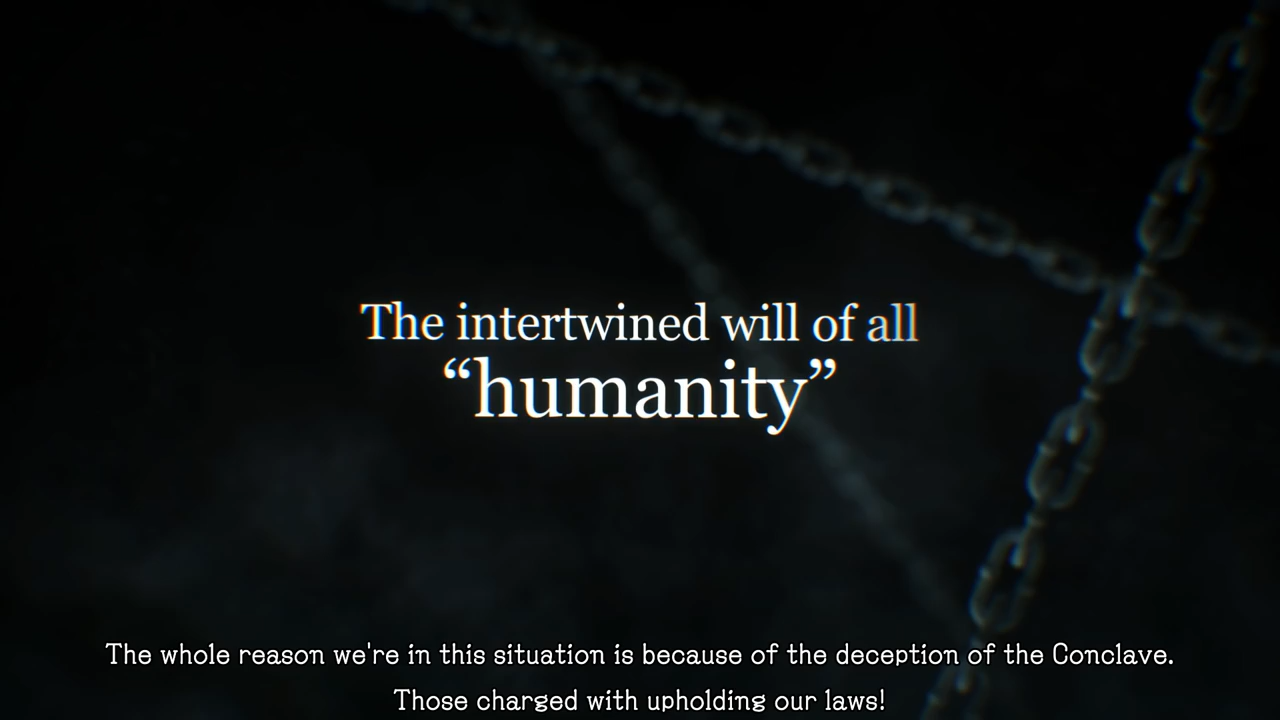 The intertwined will of all
“humanity”
The whole reason we're in this situation is because of the deception of the Conclave.
Those charged with upholding our laws!